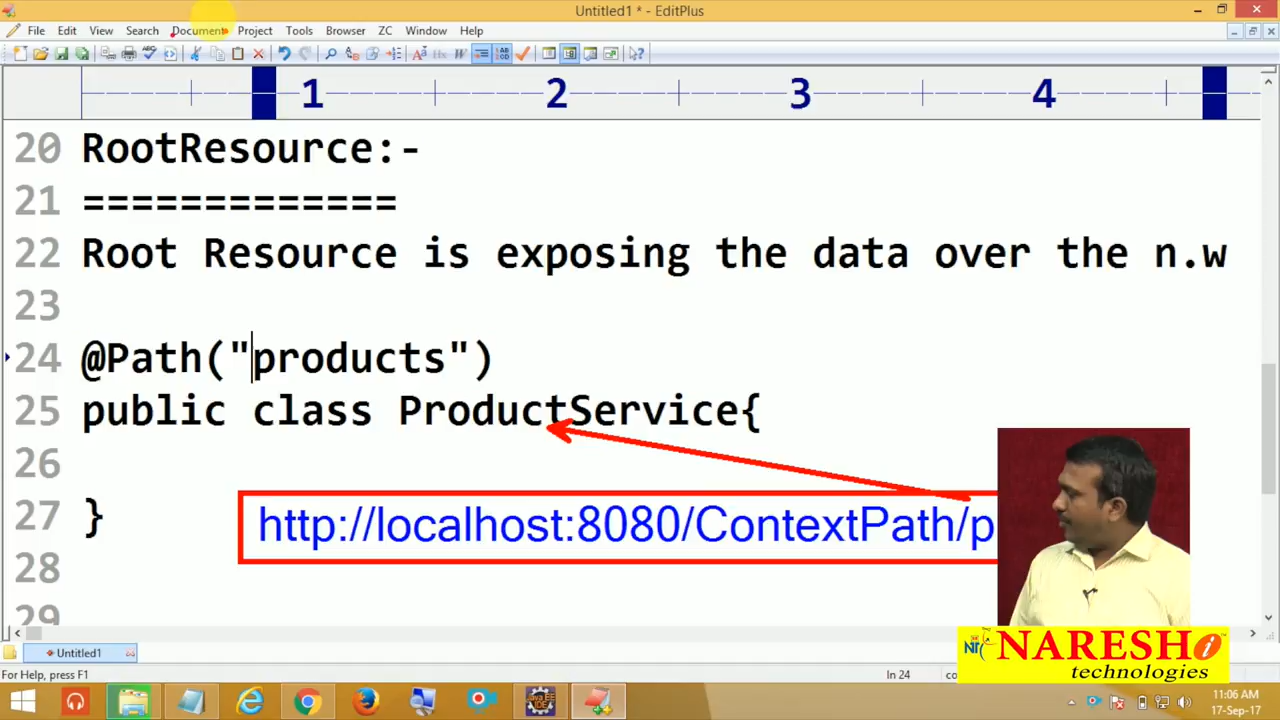 Untitled1 * - EditPlus
File Edit View Search Document Project Tools Browser ZC Window Help
1 2 3 4
20 RootResource:-
21 =============
22 Root Resource is exposing the data over the n.w
23
24 @Path("products")
25 public class ProductService{
26
27 }
http://localhost:8080/ContextPath/p
28
29
Untitled1
For Help, press F1
ln 24
co
NARESH i
technologies
11:06 AM
17-Sep-17